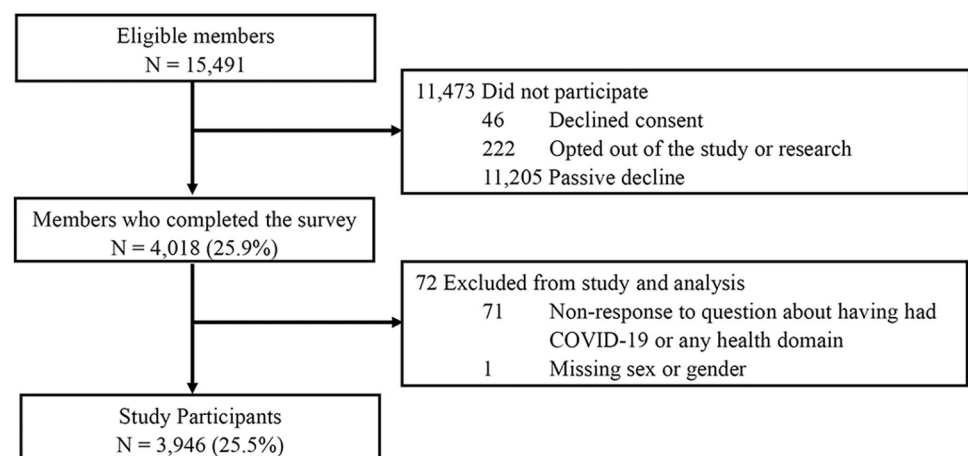 Eligible members
N = 15,491
11,473 Did not participate
46 Declined consent
222 Opted out of the study or research
11,205 Passive decline
Members who completed the survey
N = 4,018 (25.9%)
72 Excluded from study and analysis
71 Non-response to question about having had
COVID-19 or any health domain
1 Missing sex or gender
Study Participants
N = 3,946 (25.5%)